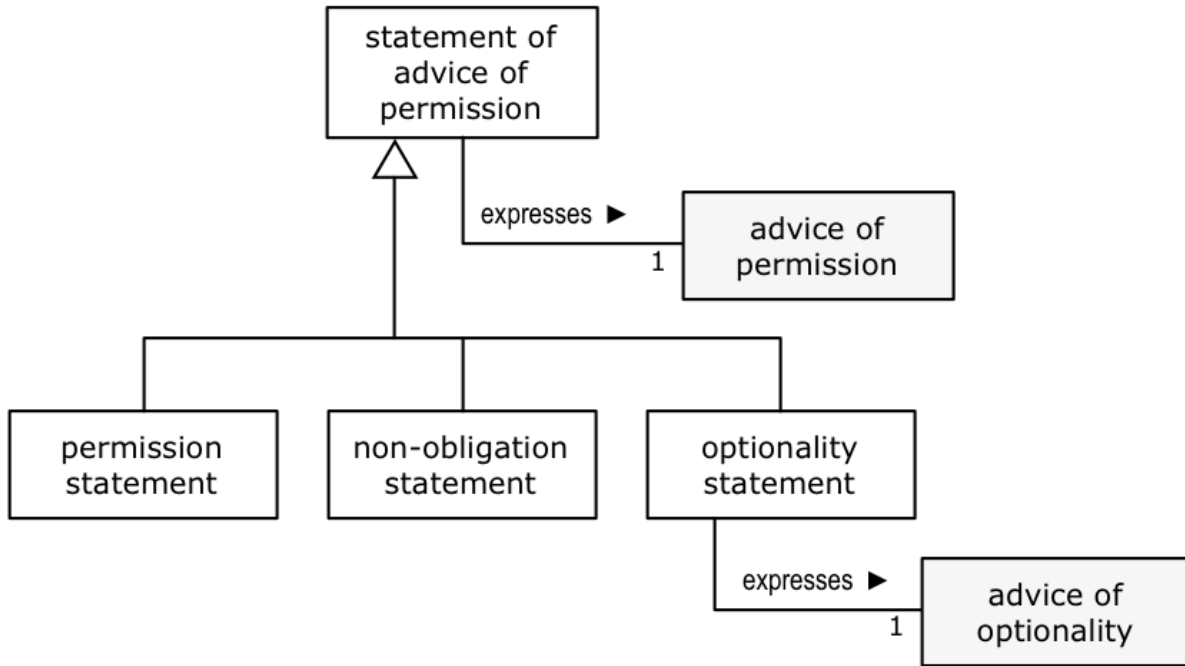 statement of
advice of
permission
expresses ►
1
advice of
permission
permission
statement
non-obligation
statement
optionality
statement
expresses ►
1
advice of
optionality